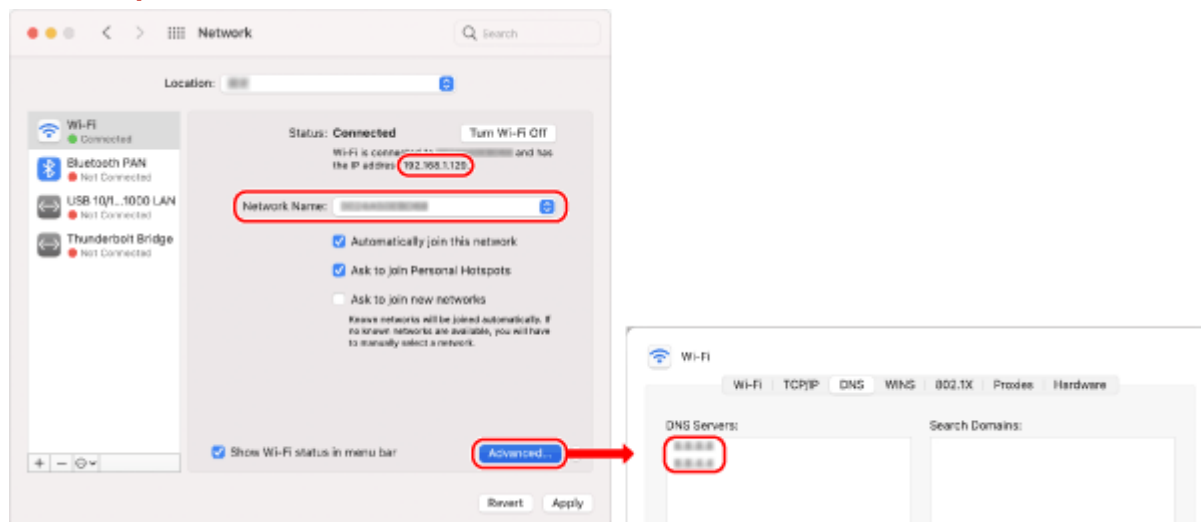 Network
Search
Location:
Wi-Fi
Connected
Bluetooth PAN
Not Connected
USB 10/1...1000 LAN
Not Connected
Thunderbolt Bridge
Not Connected
Status: Connected
Turn Wi-Fi Off
Wi-Fi is connected to and has
the IP address 192.168.1.120.
Network Name:
Automatically join this network
Ask to join Personal Hotspots
Ask to join new networks
Known networks will be joined automatically. If
no known networks are available, you will have
to manually select a network.
Show Wi-Fi status in menu bar
Advanced...
Revert
Apply
Wi-Fi
Wi-Fi TCP/IP DNS WINS 802.1X Proxies Hardware
DNS Servers:
Search Domains: